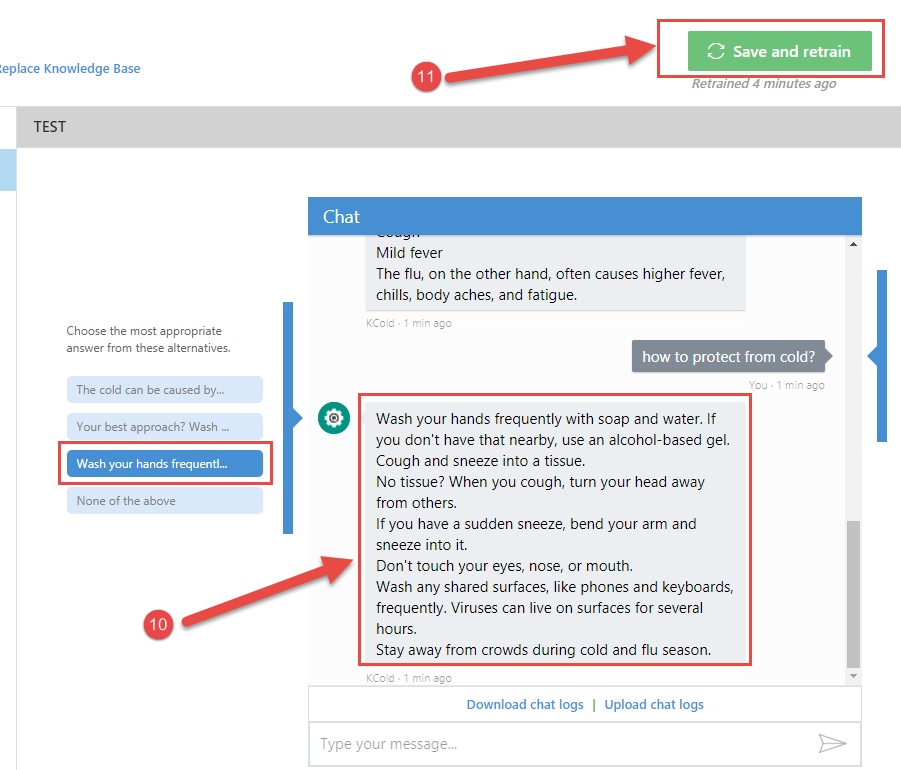 Save and retrain
11
Replace Knowledge Base
Retrained 4 minutes ago
TEST
Chat
Cough
Mild fever
The flu, on the other hand, often causes higher fever,
chills, body aches, and fatigue.
KCold - 1 min ago
how to protect from cold?
You - 1 min ago
Choose the most appropriate
answer from these alternatives.
The cold can be caused by...
Your best approach? Wash ...
Wash your hands frequentl...
None of the above
Wash your hands frequently with soap and water. If
you don't have that nearby, use an alcohol-based gel.
Cough and sneeze into a tissue.
No tissue? When you cough, turn your head away
from others.
If you have a sudden sneeze, bend your arm and
sneeze into it.
Don't touch your eyes, nose, or mouth.
Wash any shared surfaces, like phones and keyboards,
frequently. Viruses can live on surfaces for several
hours.
Stay away from crowds during cold and flu season.
10
KCold - 1 min ago
Download chat logs | Upload chat logs
Type your message...